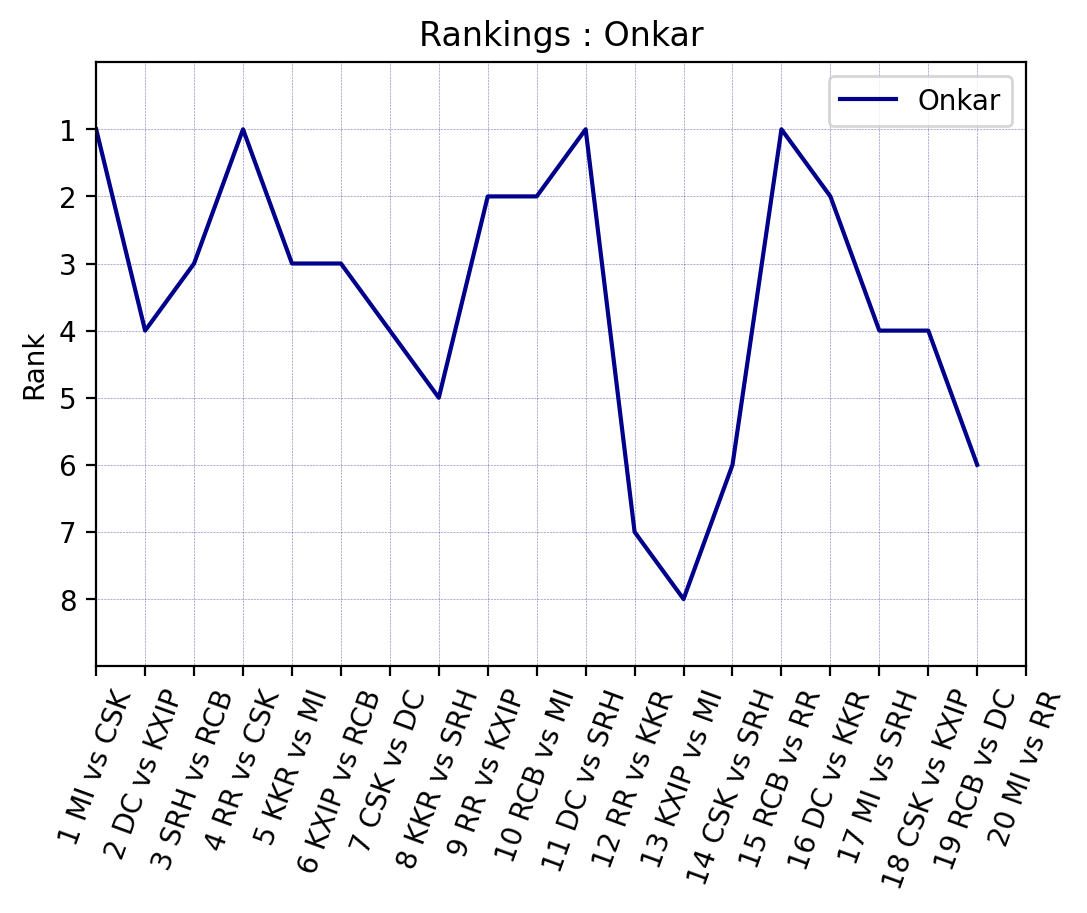 Rankings : Onkar
Onkar
Rank
1
2
3
4
5
6
7
8
1 MI vs CSK
2 DC vs KXIP
3 SRH vs RCB
4 RR vs CSK
5 KKR vs MI
6 KXIP vs RCB
7 CSK vs DC
8 KKR vs SRH
9 RR vs KXIP
10 RCB vs MI
11 DC vs SRH
12 RR vs KKR
13 KXIP vs MI
14 CSK vs SRH
15 RCB vs RR
16 DC vs KKR
17 MI vs SRH
18 CSK vs KXIP
19 RCB vs DC
20 MI vs RR